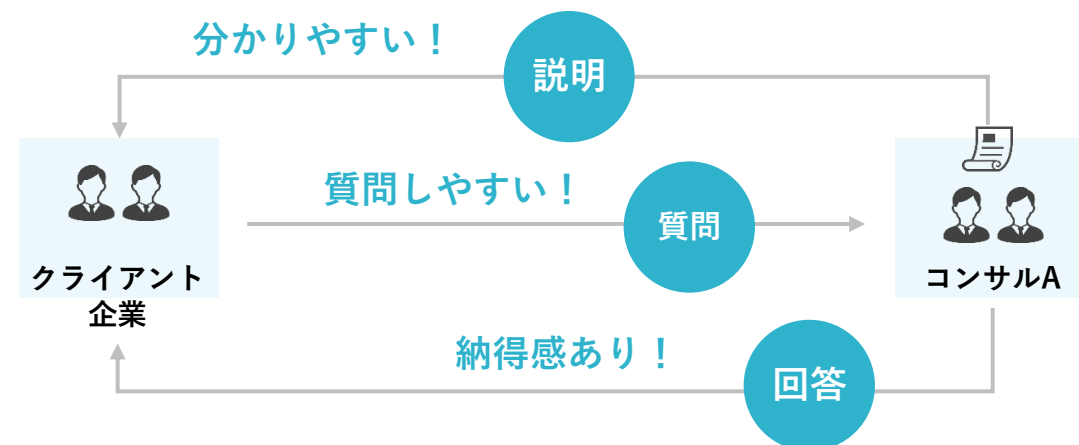 分かりやすい！
説明
質問しやすい！
質問
クライアント
企業
コンサルA
納得感あり！
回答